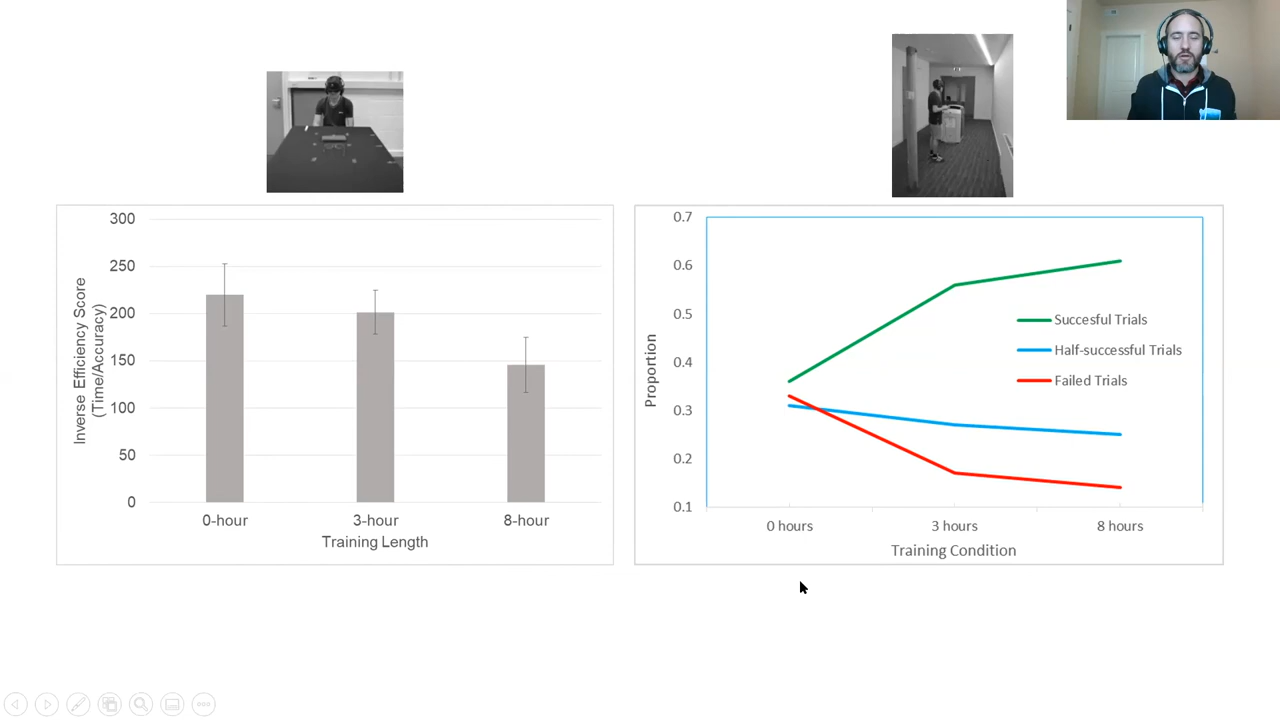 300
250
200
150
100
50
0
Inverse Efficiency Score
(Time/Accuracy)
0-hour
3-hour
8-hour
Training Length
0.7
0.6
0.5
0.4
0.3
0.2
0.1
Proportion
Succesful Trials
Half-successful Trials
Failed Trials
0 hours
3 hours
8 hours
Training Condition